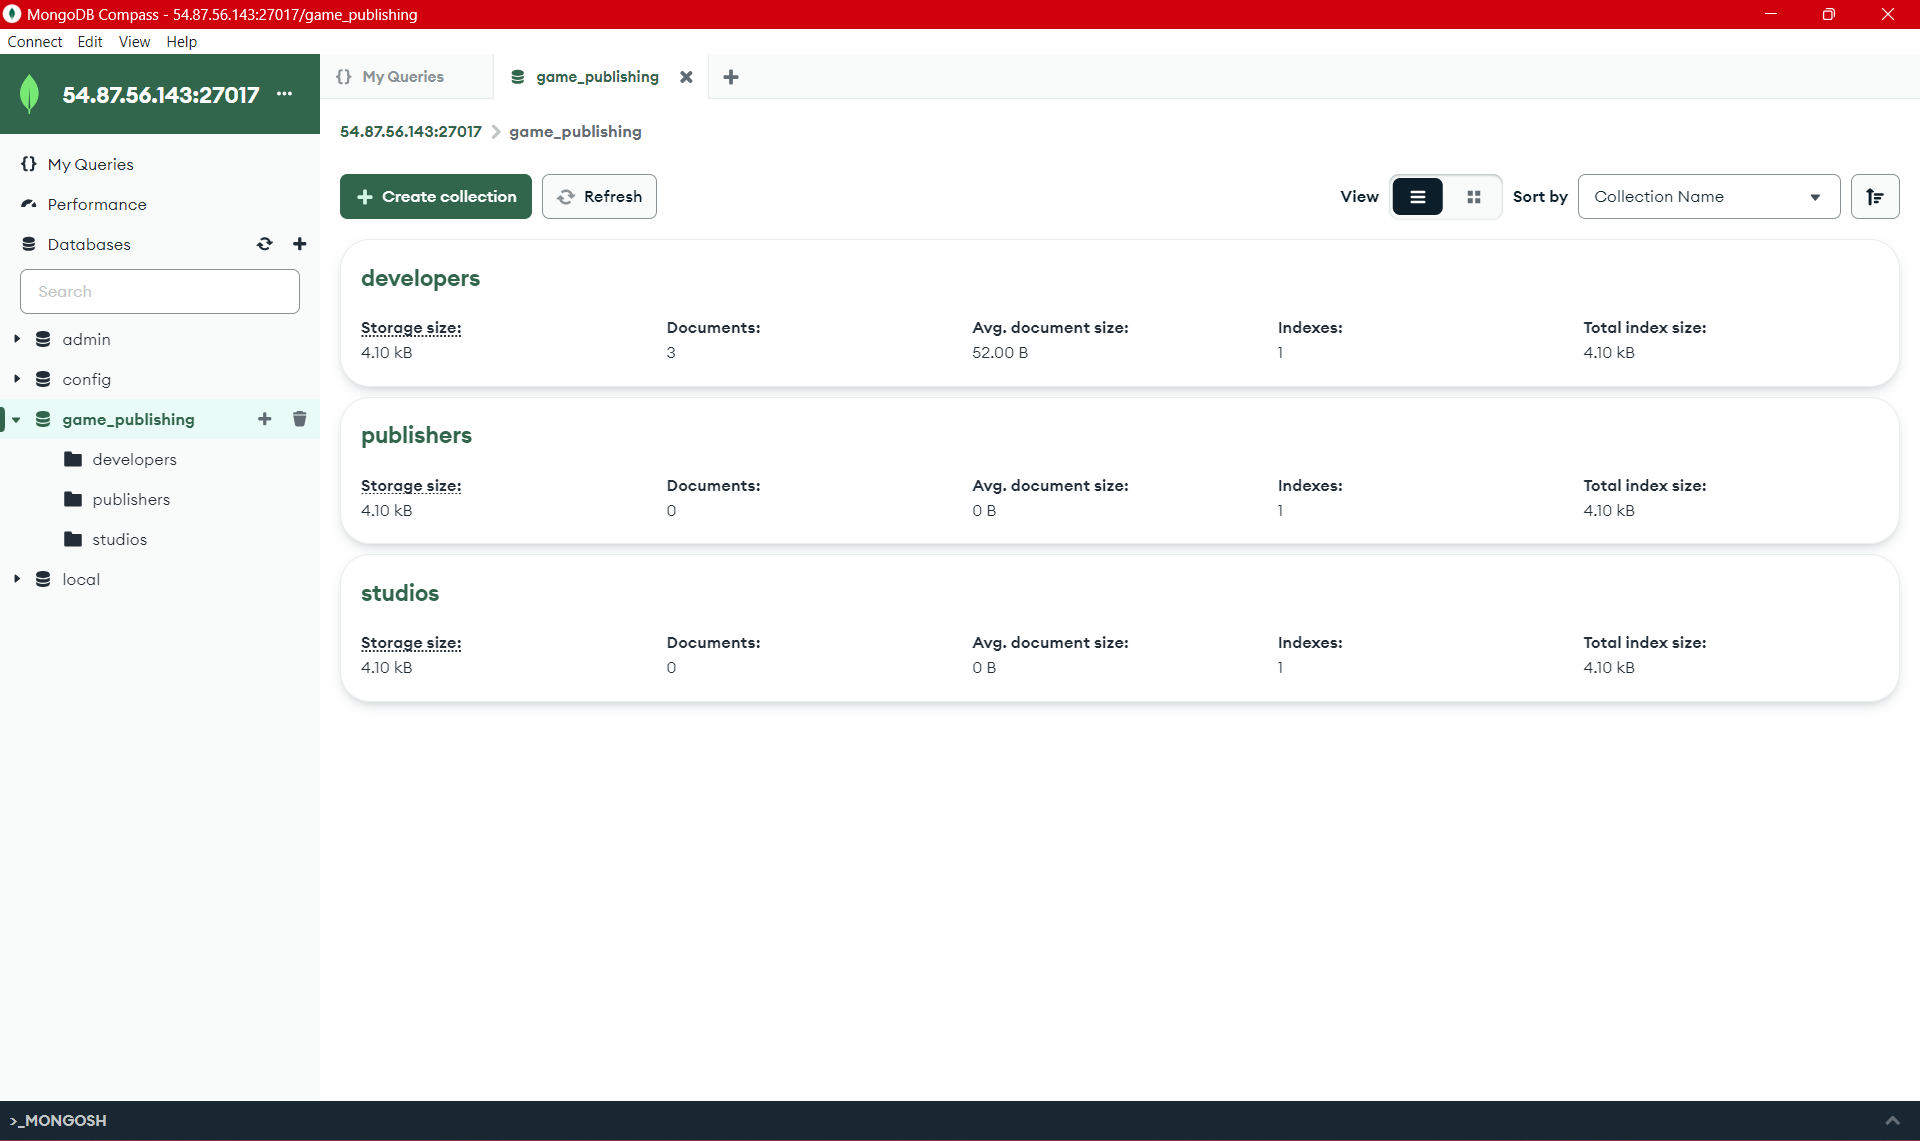 MongoDB Compass - 54.87.56.143:27017/game_publishing
Connect Edit View Help
54.87.56.143:27017 ...
My Queries
Performance
Databases
Search
admin
config
game_publishing
developers
publishers
studios
local
{} My Queries
game_publishing
54.87.56.143:27017 > game_publishing
Create collection
Refresh
View
Sort by
Collection Name
developers
Storage size: Documents: Avg. document size: Indexes: Total index size:
4.10 kB 3 52.00 B 1 4.10 kB
publishers
Storage size: Documents: Avg. document size: Indexes: Total index size:
4.10 kB 0 0 B 1 4.10 kB
studios
Storage size: Documents: Avg. document size: Indexes: Total index size:
4.10 kB 0 0 B 1 4.10 kB
>_MONGOSH